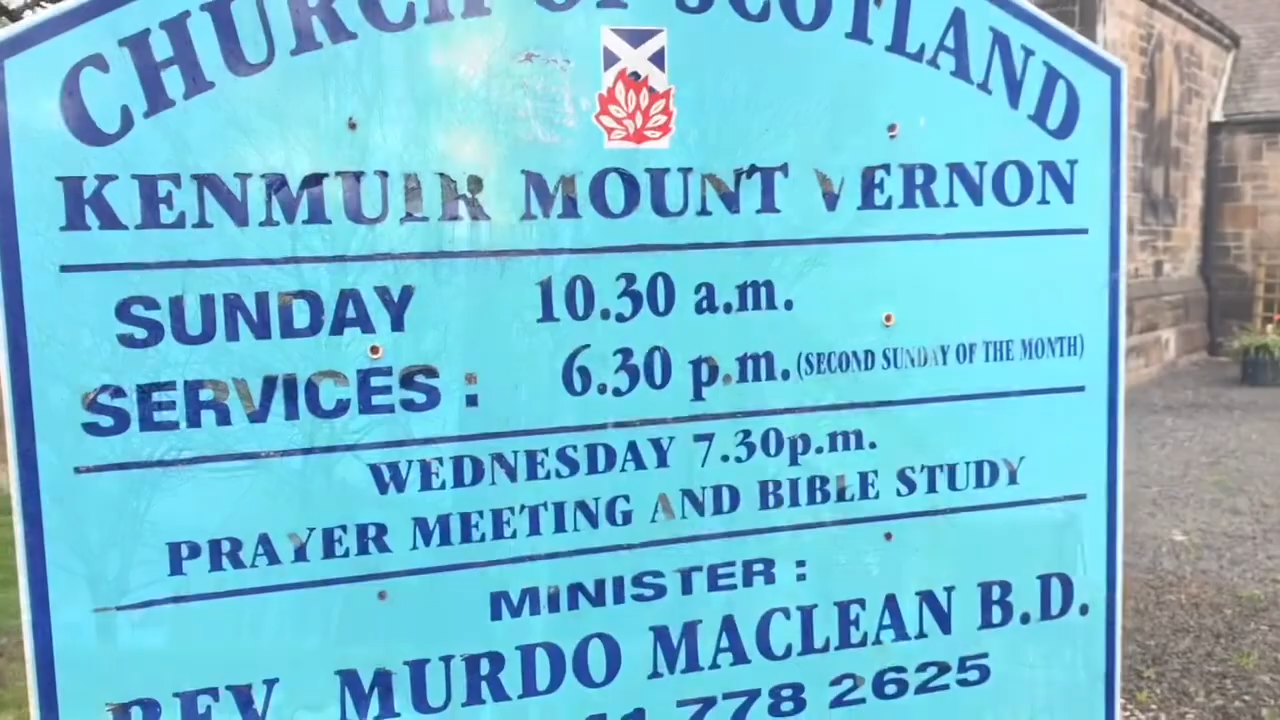 CHURCH OF SCOTLAND
KENMUIR MOUNT VERNON
SUNDAY 10.30 a.m.
SERVICES : 6.30 p.m. (SECOND SUNDAY OF THE MONTH)
WEDNESDAY 7.30p.m.
PRAYER MEETING AND BIBLE STUDY
MINISTER :
REV. MURDO MACLEAN B.D.
778 2625